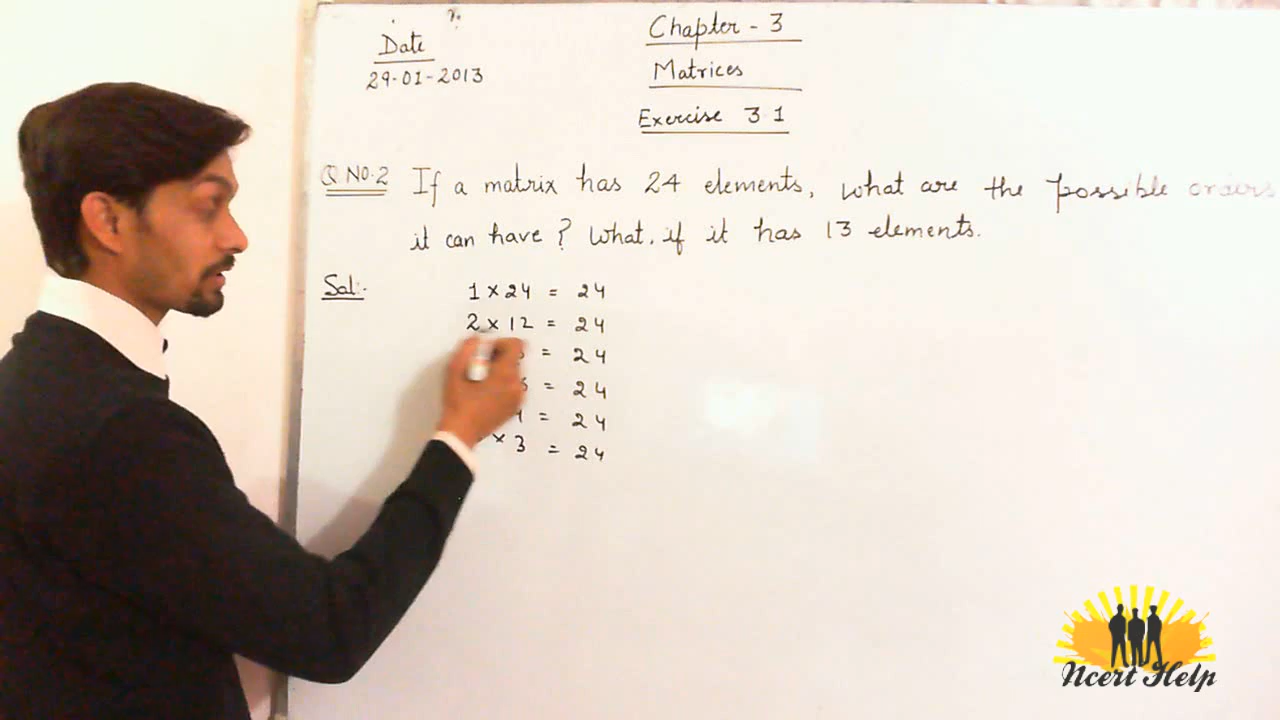 Date
29-01-2013
Chapter - 3
Matrices
Exercise 3.1
Q NO.2 If a matrix has 24 elements, what are the possible orders
it can have? What, if it has 13 elements.
Sol:-
1 × 24 = 24
2 × 12 = 24
= 24
= 24
= 24
× 3 = 24
Ncert Help